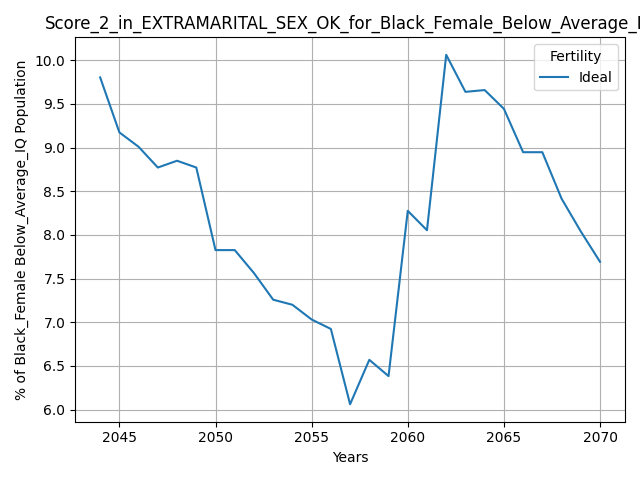 Score_2_in_EXTRAMARITAL_SEX_OK_for_Black_Female_Below_Average_I
Fertility
Ideal
% of Black_Female Below_Average_IQ Population
10.0
9.5
9.0
8.5
8.0
7.5
7.0
6.5
6.0
2045 2050 2055 2060 2065 2070
Years